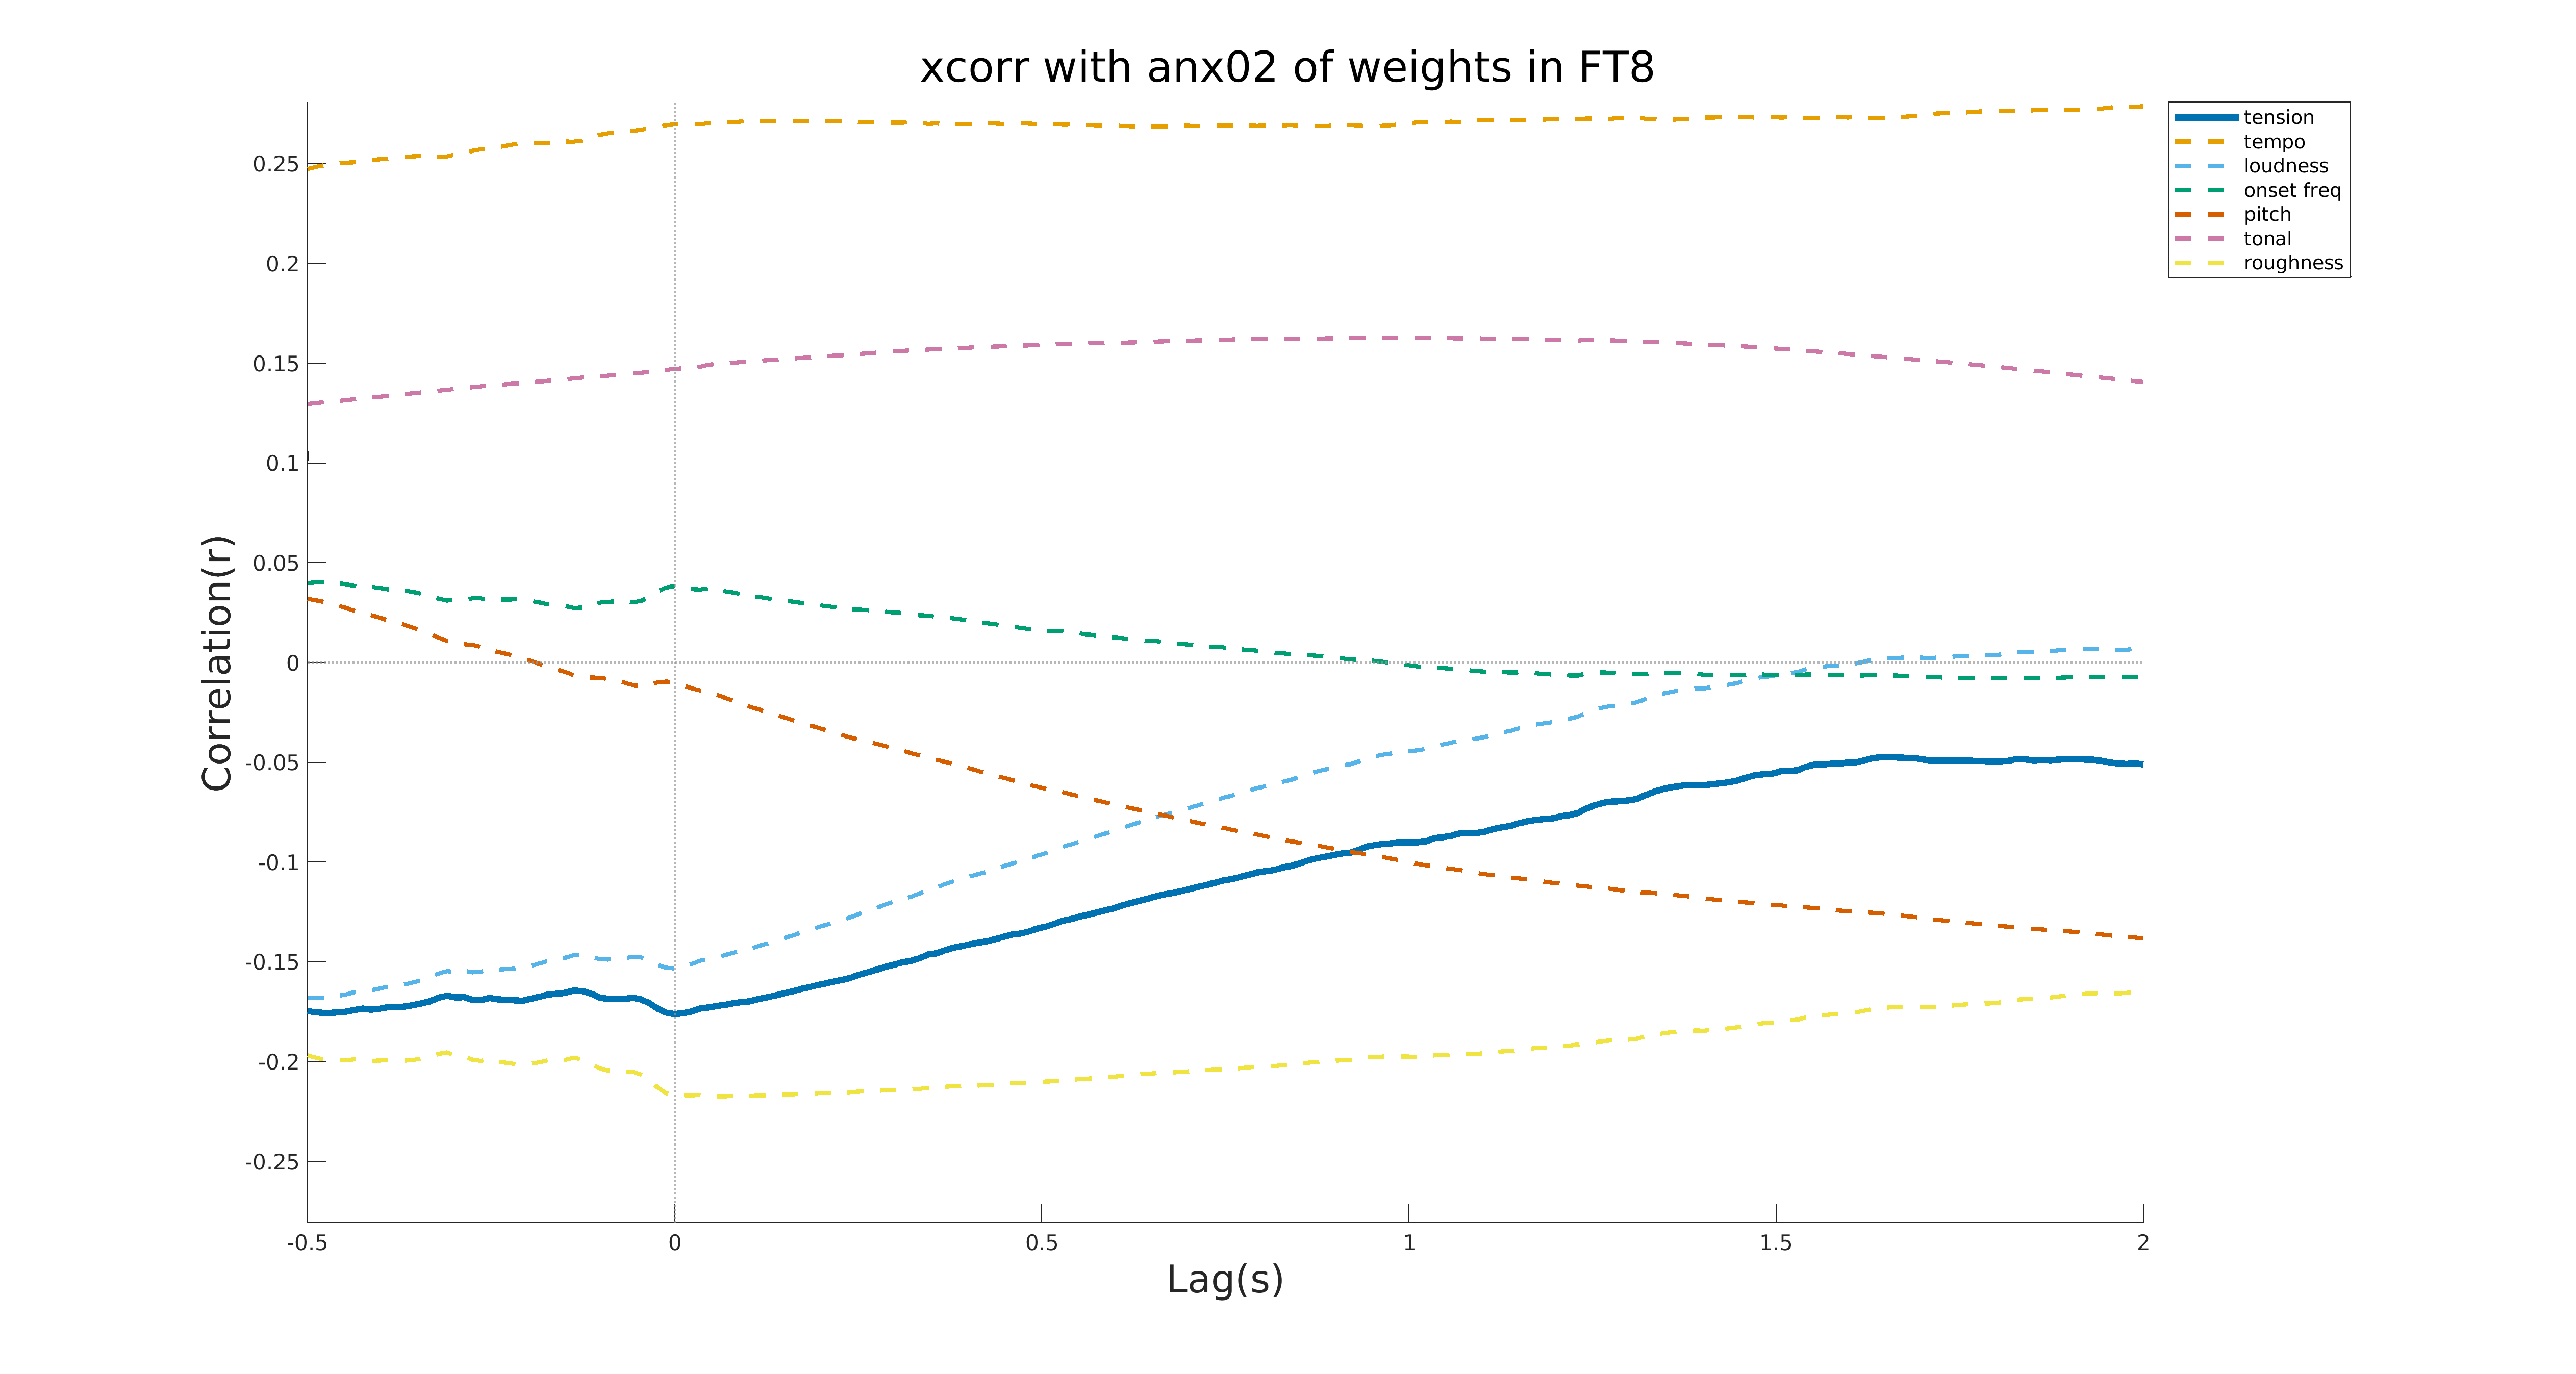 xcorr with anx02 of weights in FT8
tension
tempo
loudness
onset freq
pitch
tonal
roughness
Correlation(r)
0.25
0.2
0.15
0.1
0.05
0
-0.05
-0.1
-0.15
-0.2
-0.25
-0.5
0
0.5
1
1.5
2
Lag(s)